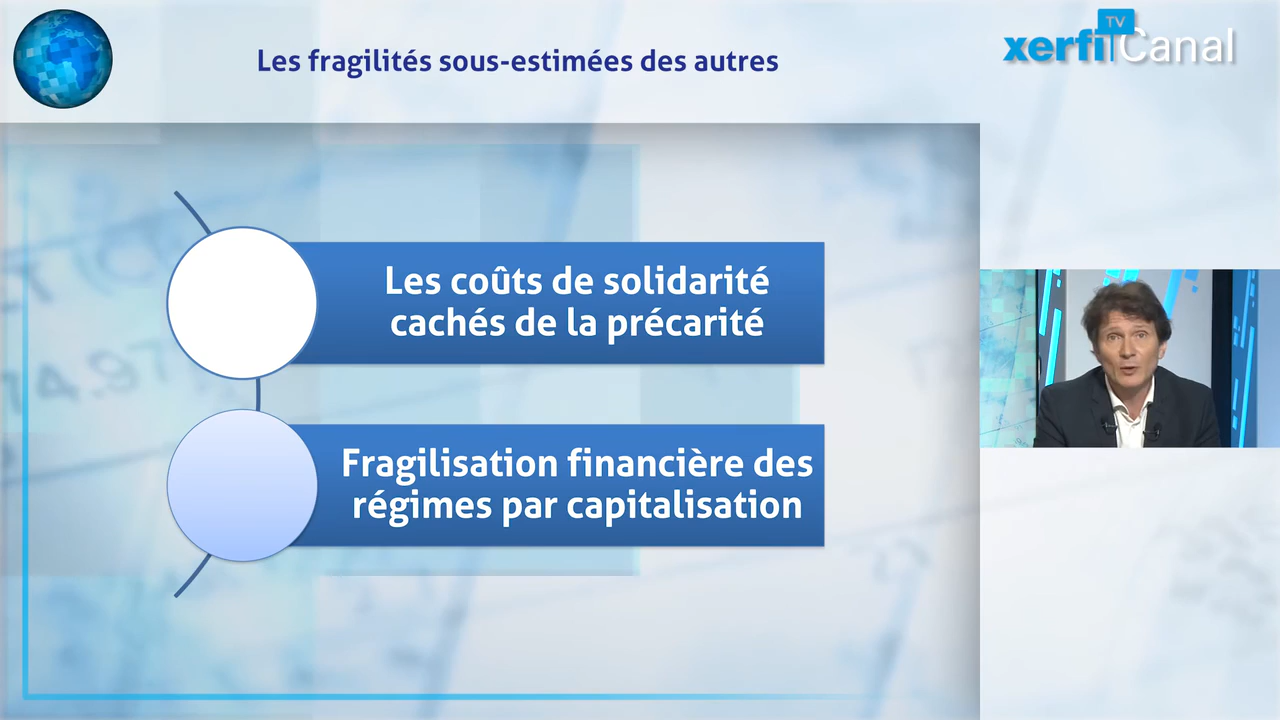 Les fragilités sous-estimées des autres
xerfi TV Canal
Les coûts de solidarité
cachés de la précarité
Fragilisation financière des
régimes par capitalisation